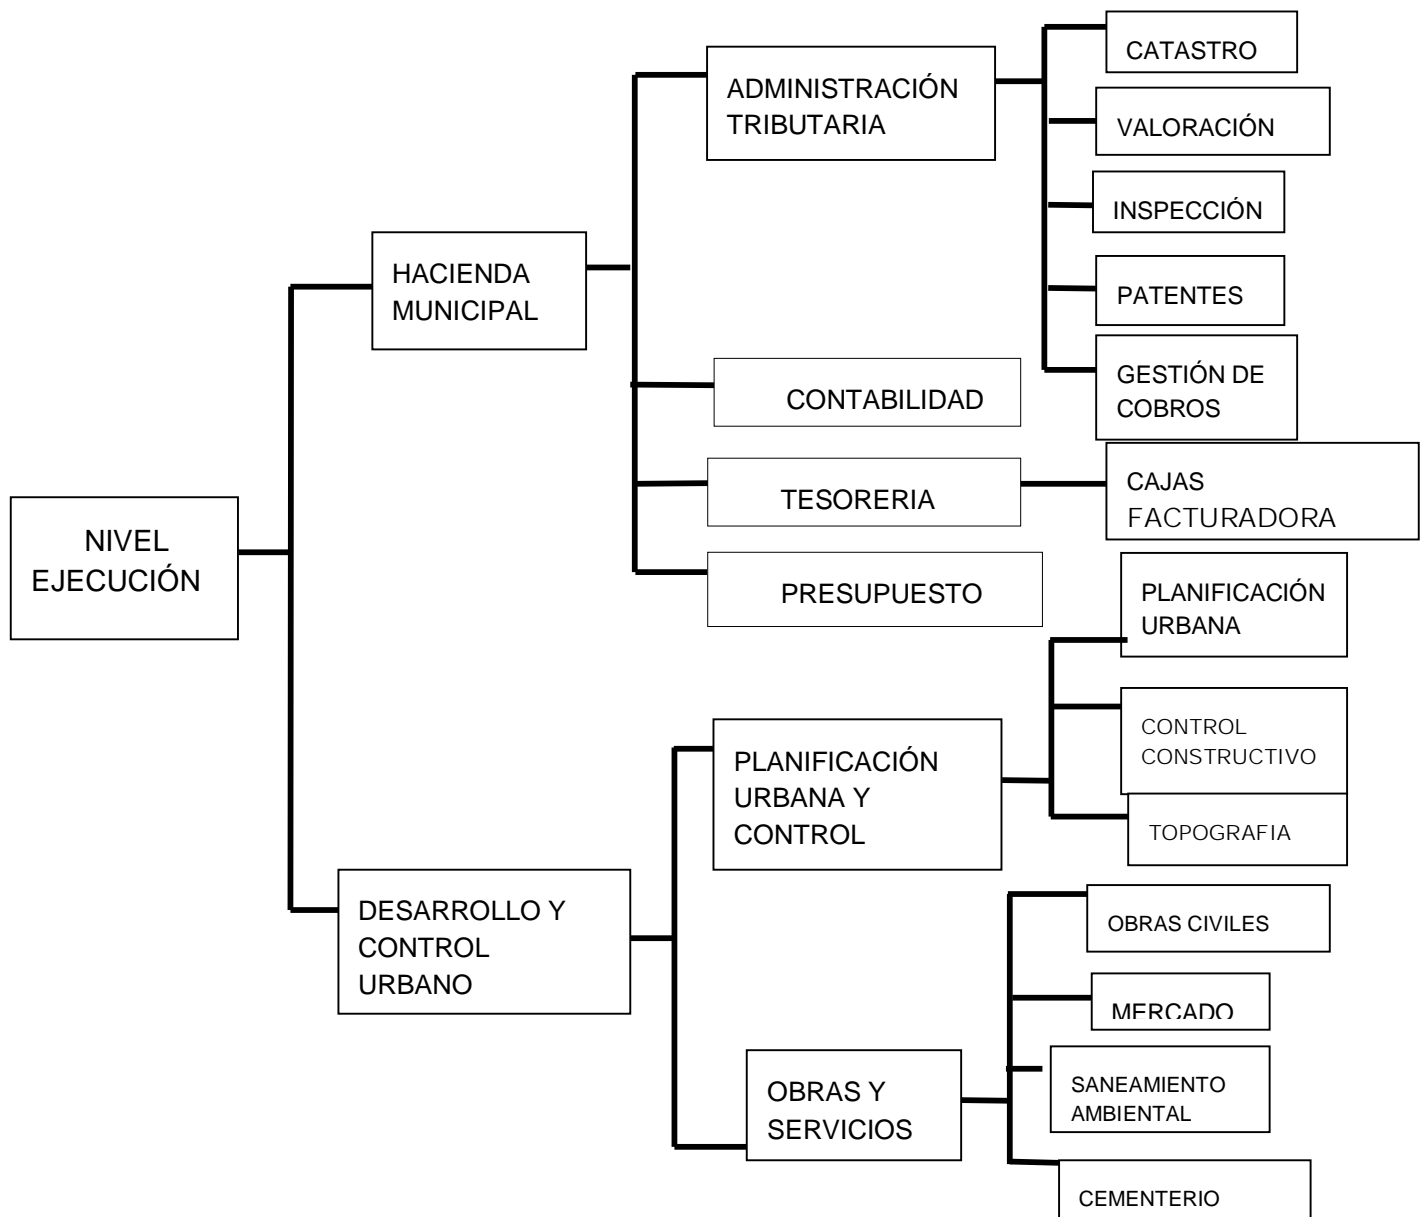 NIVEL
EJECUCIÓN
HACIENDA
MUNICIPAL
ADMINISTRACIÓN
TRIBUTARIA
CATASTRO
VALORACIÓN
INSPECCIÓN
PATENTES
GESTIÓN DE
COBROS
CONTABILIDAD
TESORERIA
CAJAS
FACTURADORA
PRESUPUESTO
DESARROLLO Y
CONTROL
URBANO
PLANIFICACIÓN
URBANA Y
CONTROL
PLANIFICACIÓN
URBANA
CONTROL
CONSTRUCTIVO
TOPOGRAFIA
OBRAS Y
SERVICIOS
OBRAS CIVILES
MERCADO
SANEAMIENTO
AMBIENTAL
CEMENTERIO